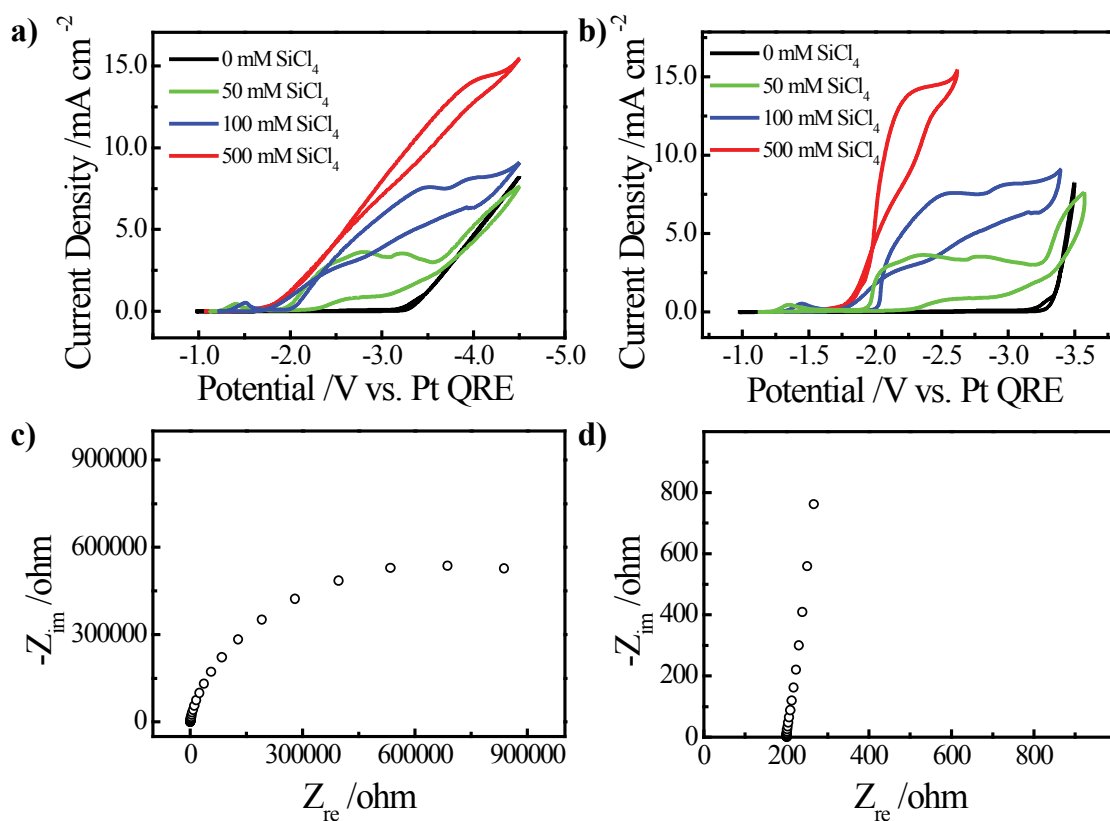 a)
0 mM SiCl4
50 mM SiCl4
100 mM SiCl4
500 mM SiCl4
15.0
10.0
5.0
0.0
Current Density /mA cm-2
-1.0 -2.0 -3.0 -4.0 -5.0
Potential /V vs. Pt QRE
b)
0 mM SiCl4
50 mM SiCl4
100 mM SiCl4
500 mM SiCl4
15.0
10.0
5.0
0.0
Current Density /mA cm-2
-1.0 -1.5 -2.0 -2.5 -3.0 -3.5
Potential /V vs. Pt QRE
c)
900000
600000
300000
0
-Zim /ohm
0 300000 600000 900000
Zre /ohm
d)
800
600
400
200
0
-Zim /ohm
0 200 400 600 800
Zre /ohm